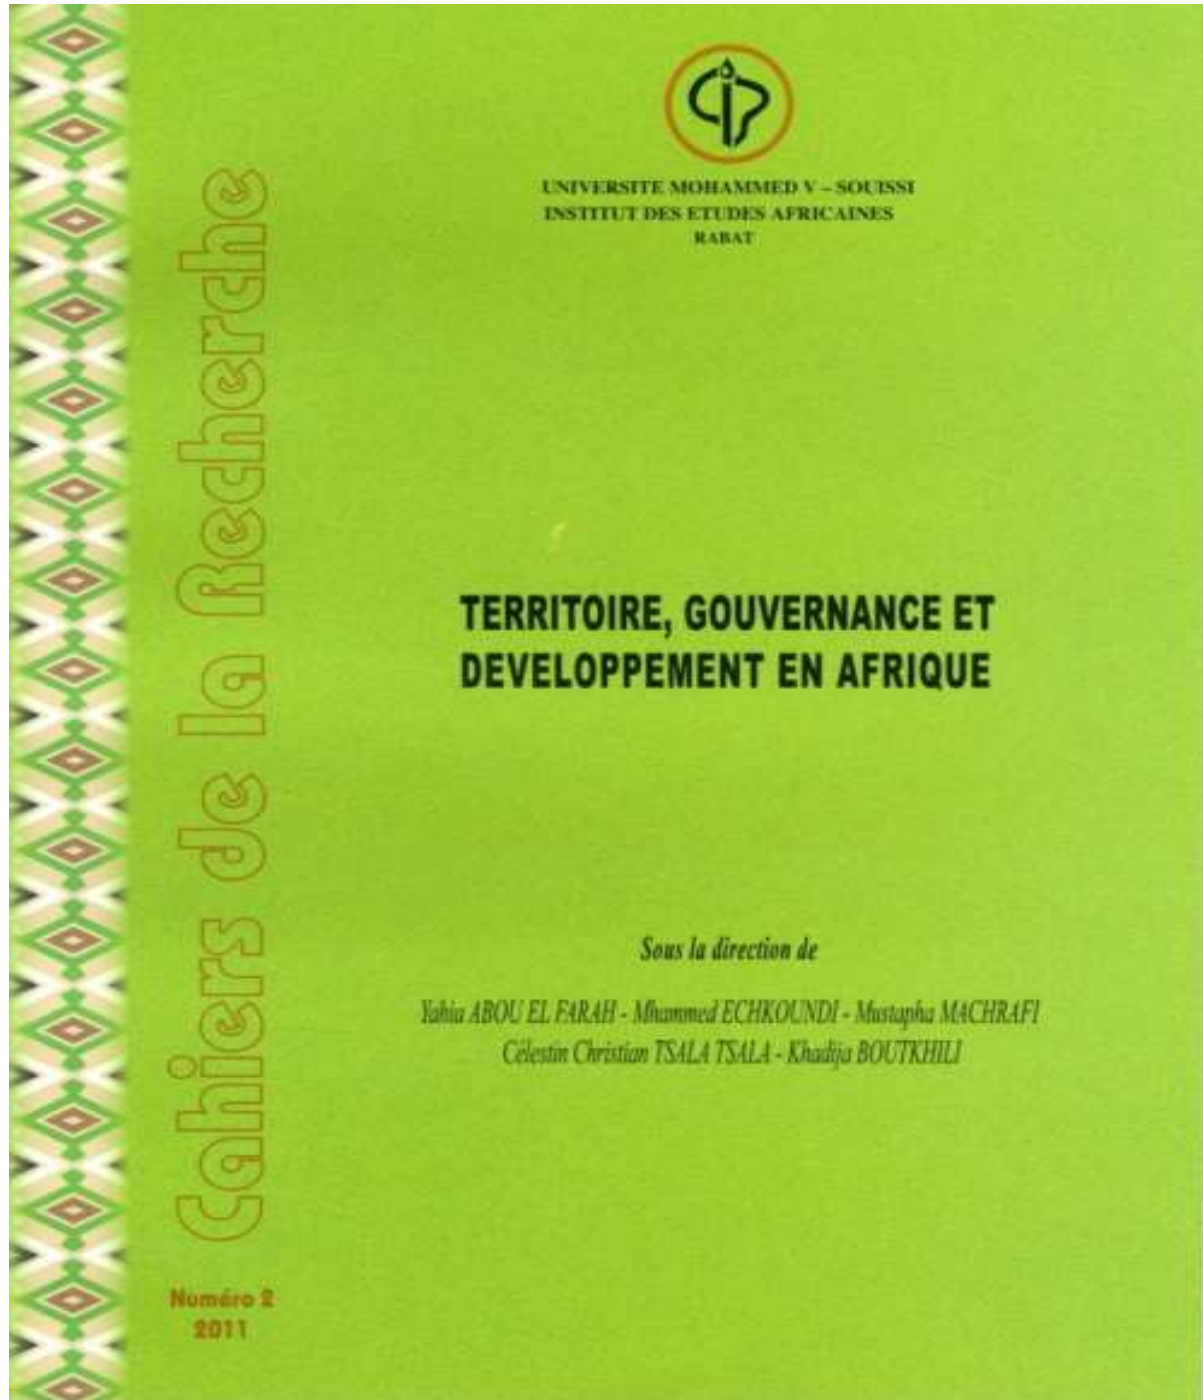 UNIVERSITE MOHAMMED V – SOUISSI
INSTITUT DES ETUDES AFRICAINES
RABAT
Cahiers de la Recherche
TERRITOIRE, GOUVERNANCE ET
DEVELOPPEMENT EN AFRIQUE
Sous la direction de
Yahia ABOU EL FARAH - Mhammed ECHKOUNDI - Mustapha MACHRAFI
Célestin Christian TSALA TSALA - Khadija BOUTKHILI
Numéro 2
2011